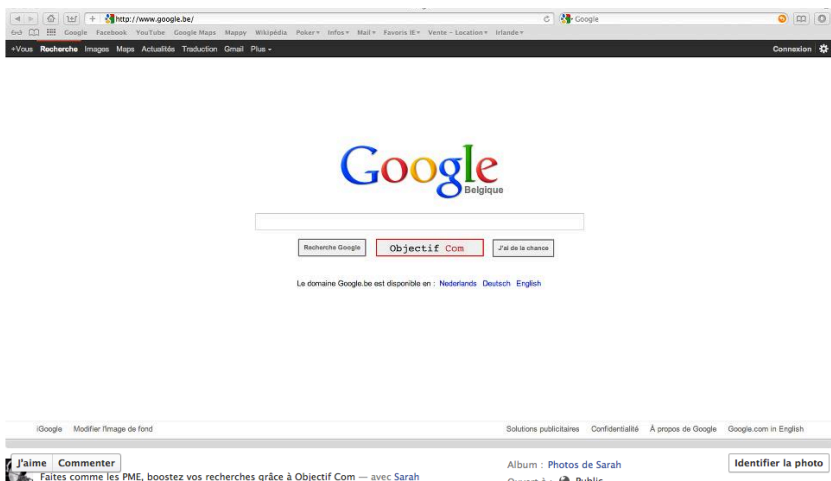 http://www.google.be/ Google
Google Facebook YouTube Google Maps Mappy Wikipédia Poker Infos Mail Favoris IE Vente - Location Irlande
+Vous Recherche Images Maps Actualités Traduction Gmail Plus Connexion
Google
Belgique
Recherche Google Objectif Com J'ai de la chance
Le domaine Google.be est disponible en : Nederlands Deutsch English
iGoogle Modifier l'image de fond Solutions publicitaires Confidentialité À propos de Google Google.com in English
J'aime Commenter Album : Photos de Sarah Identifier la photo
Faites comme les PME, boostez vos recherches grâce à Objectif Com — avec Sarah
Public